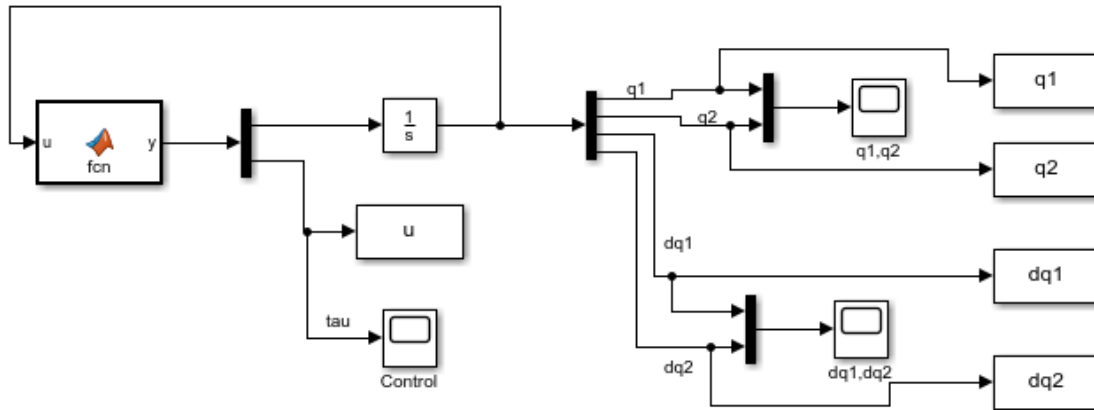 q1
q1
q2
u
y
fcn
1
s
q1,q2
q2
u
dq1
dq1
tau
Control
dq2
dq1,dq2
dq2